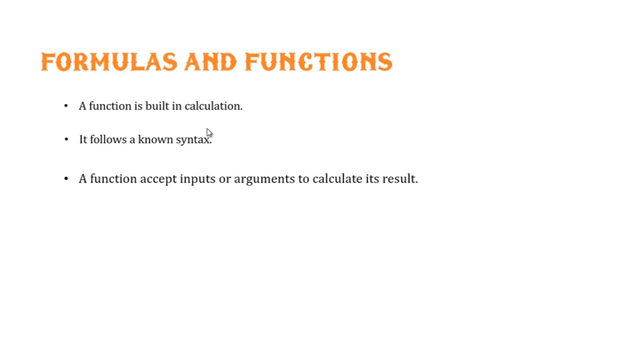 FORMULAS AND FUNCTIONS
• A function is built in calculation.
• It follows a known syntax.
• A function accept inputs or arguments to calculate its result.